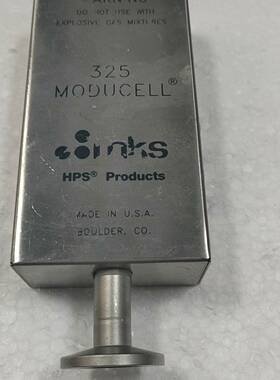 DO NOT USE WITH
EXPLOSIVE GAS MIXTURES
325
MODUCELL®
mks
HPS® Products
MADE IN U.S.A.
BOULDER, CO.